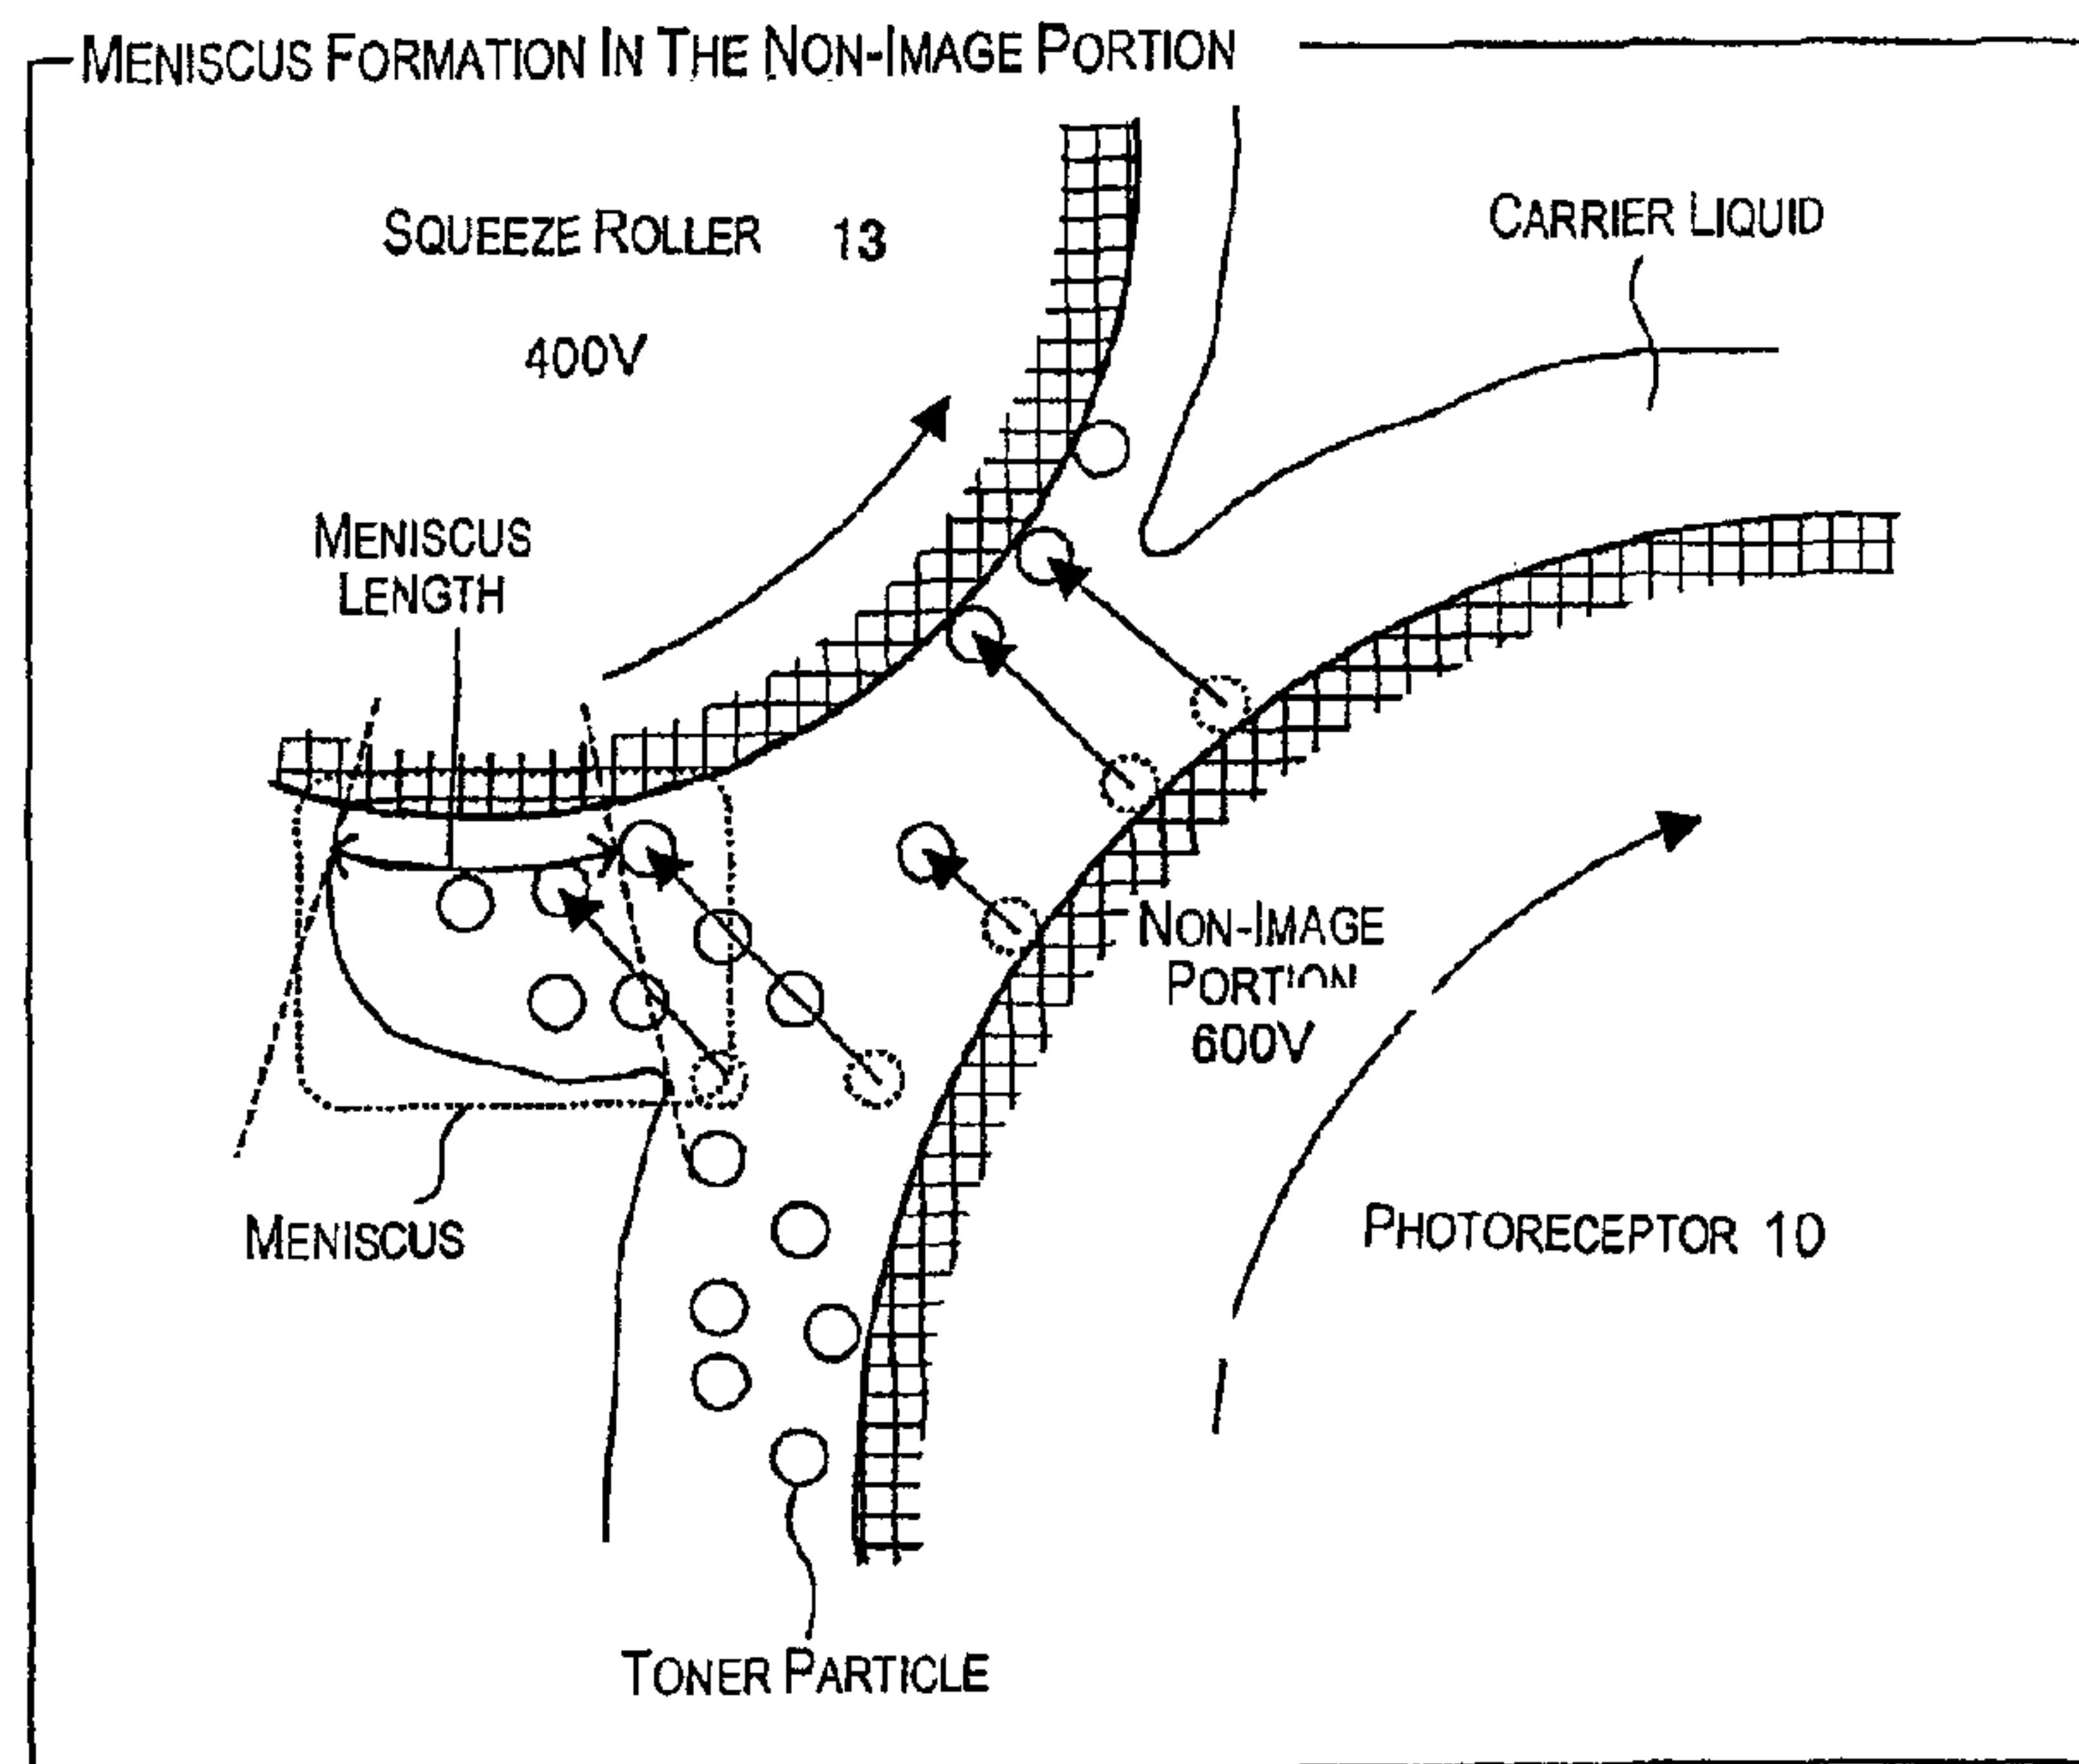 MENISCUS FORMATION IN THE NON-IMAGE PORTION
SQUEEZE ROLLER 13
400V
CARRIER LIQUID
MENISCUS
LENGTH
NON-IMAGE
PORTION
600V
MENISCUS
PHOTORECEPTOR 10
TONER PARTICLE